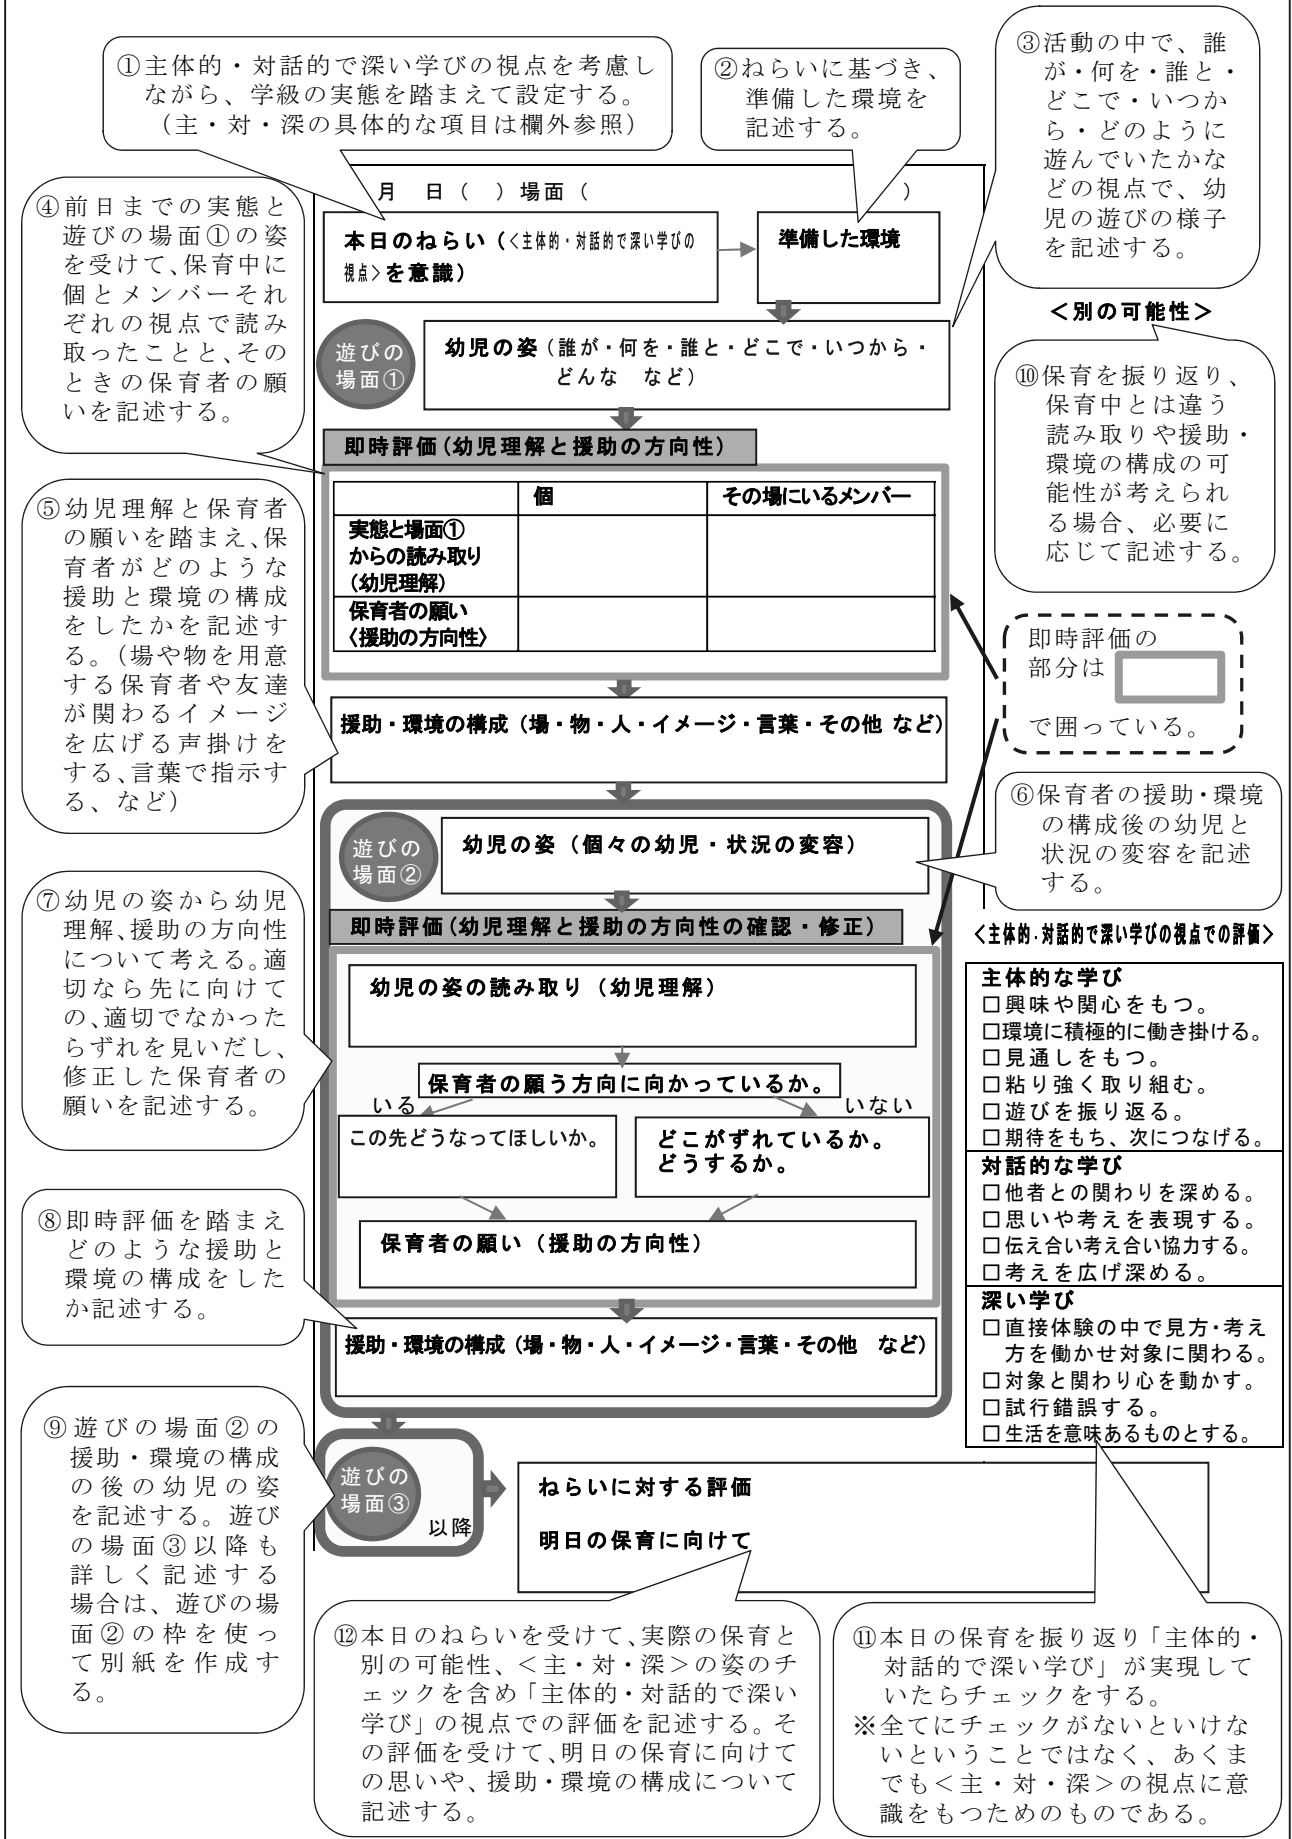 ①主体的・対話的で深い学びの視点を考慮し
ながら、学級の実態を踏まえて設定する。
（主・対・深の具体的な項目は欄外参照）
②ねらいに基づき、
準備した環境を
記述する。
③活動の中で、誰
が・何を・誰と・
どこで・いつか
ら・どのように
遊んでいたかな
どの視点で、幼
児の遊びの様子
を記述する。
月　日（　）場面（　　　　　　　　）
④前日までの実態と
遊びの場面①の姿
を受けて、保育中に
個とメンバーそれ
ぞれの視点で読み
取ったことと、その
ときの保育者の願
いを記述する。
本日のねらい（＜主体的・対話的で深い学びの
視点＞を意識）
準備した環境
＜別の可能性＞
遊びの
場面①
幼児の姿（誰が・何を・誰と・どこで・いつから・
どんな　など）
⑩保育を振り返り、
保育中とは違う
読み取りや援助・
環境の構成の可
能性が考えられ
る場合、必要に
応じて記述する。
即時評価（幼児理解と援助の方向性）
個
その場にいるメンバー
実態と場面①
からの読み取り
（幼児理解）
保育者の願い
〈援助の方向性〉
⑤幼児理解と保育者
の願いを踏まえ、保
育者がどのような
援助と環境の構成
をしたかを記述す
る。（場や物を用意
する保育者や友達
が関わるイメージ
を広げる声掛けを
する、言葉で指示す
る、など）
即時評価の
部分は
で囲っている。
援助・環境の構成（場・物・人・イメージ・言葉・その他 など）
⑥保育者の援助・環境
の構成後の幼児と
状況の変容を記述
する。
遊びの
場面②
幼児の姿（個々の幼児・状況の変容）
⑦幼児の姿から幼児
理解、援助の方向性
について考える。適
切なら先に向けて
の、適切でなかった
らずれを見いだし、
修正した保育者の
願いを記述する。
即時評価（幼児理解と援助の方向性の確認・修正）
幼児の姿の読み取り（幼児理解）
保育者の願う方向に向かっているか。
いる
いない
この先どうなってほしいか。
どこがずれているか。
どうするか。
保育者の願い（援助の方向性）
＜主体的・対話的で深い学びの視点での評価＞
主体的な学び
□興味や関心をもつ。
□環境に積極的に働き掛ける。
□見通しをもつ。
□粘り強く取り組む。
□遊びを振り返る。
□期待をもち、次につなげる。
対話的な学び
□他者との関わりを深める。
□思いや考えを表現する。
□伝え合い考え合い協力する。
□考えを広げ深める。
深い学び
□直接体験の中で見方・考え
方を働かせ対象に関わる。
□対象と関わり心を動かす。
□試行錯誤する。
□生活を意味あるものとする。
⑧即時評価を踏まえ
どのような援助と
環境の構成をした
か記述する。
援助・環境の構成（場・物・人・イメージ・言葉・その他　など）
⑨遊びの場面②の
援助・環境の構成
の後の幼児の姿
を記述する。遊び
の場面③以降も
詳しく記述する
場合は、遊びの場
面②の枠を使っ
て別紙を作成す
る。
遊びの
場面③
以降
ねらいに対する評価
明日の保育に向けて
⑫本日のねらいを受けて、実際の保育と
別の可能性、＜主・対・深＞の姿のチ
ェックを含め「主体的・対話的で深い
学び」の視点での評価を記述する。そ
の評価を受けて、明日の保育に向けて
の思いや、援助・環境の構成について
記述する。
⑪本日の保育を振り返り「主体的・
対話的で深い学び」が実現して
いたらチェックをする。
※全てにチェックがないといけな
いということではなく、あくま
でも＜主・対・深＞の視点に意
識をもつためのものである。